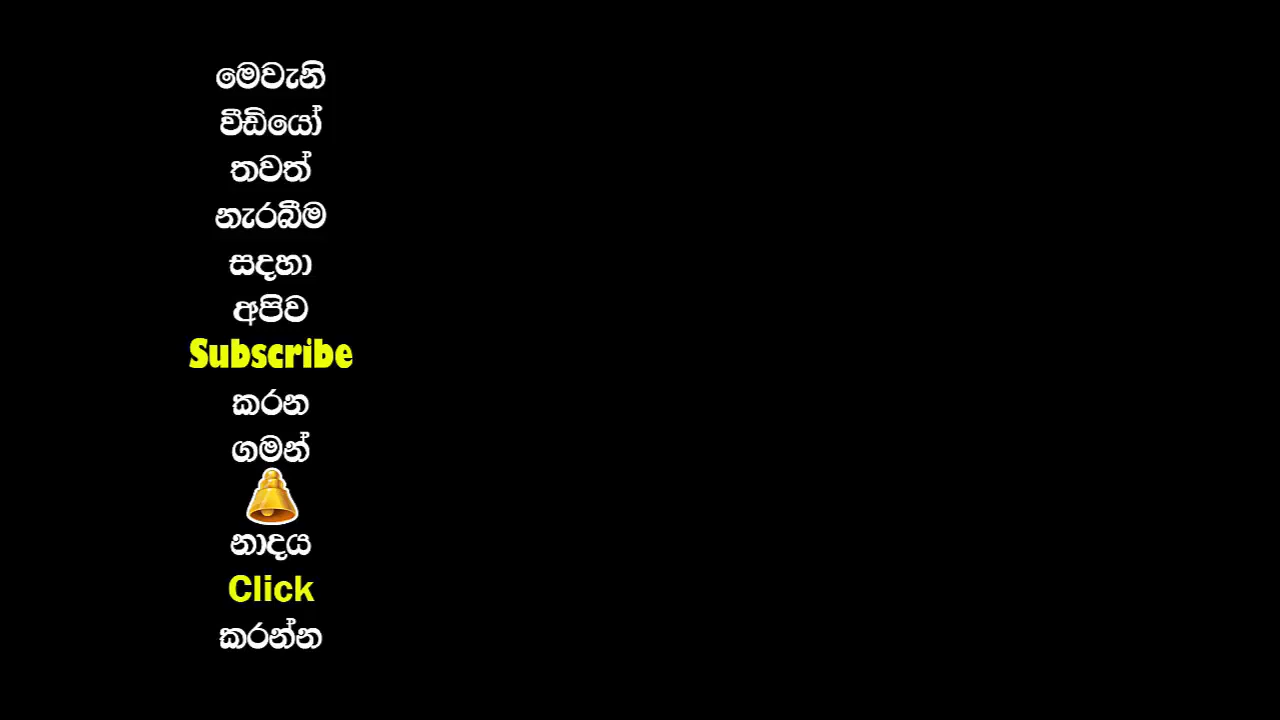 මෙවැනි
වීඩියෝ
තවත්
නැරබීම
සඳහා
අපිව
Subscribe
කරන
ගමන්
නාදය
Click
කරන්න